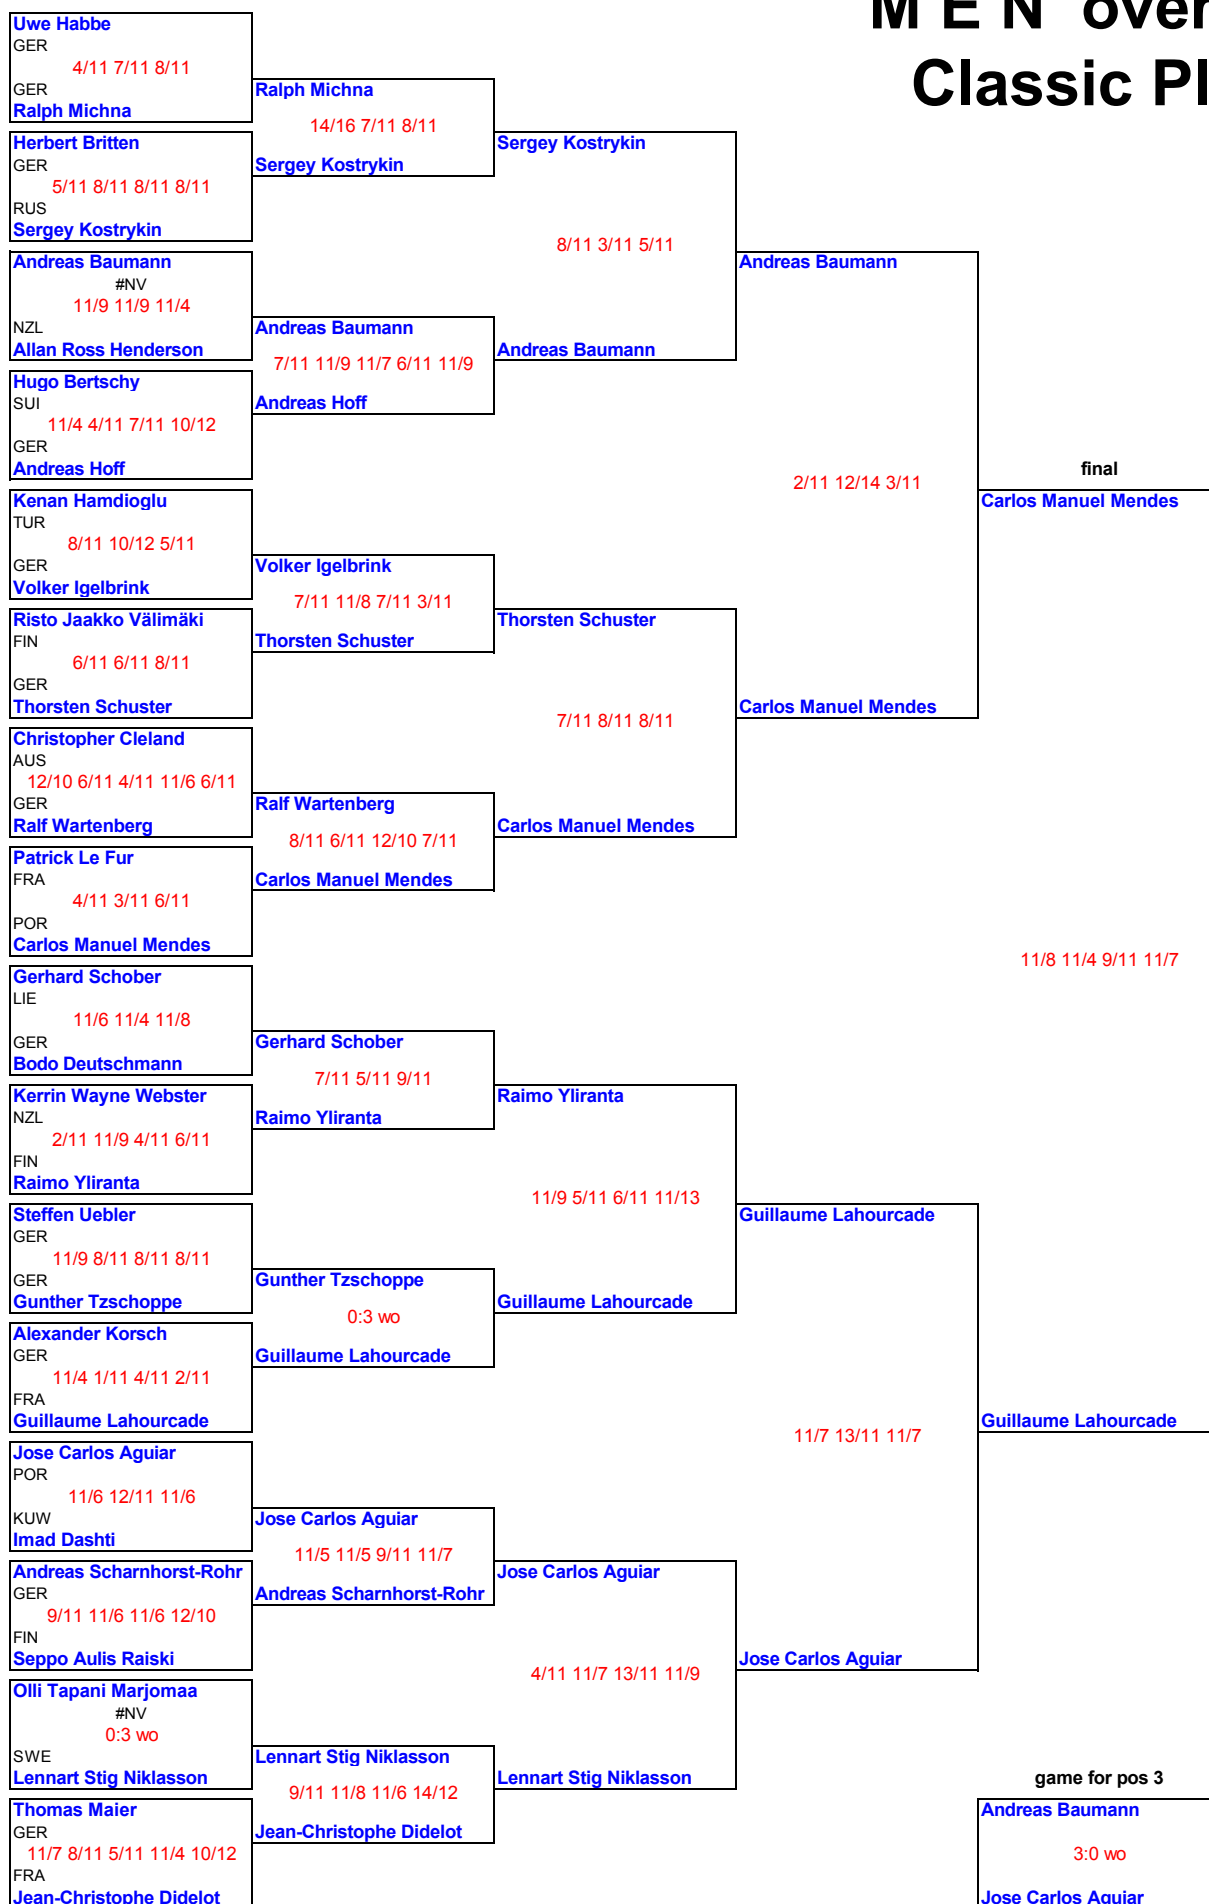 M E N over
Classic Pl
Uwe Habbe
GER
4/11 7/11 8/11
GER
Ralph Michna
Herbert Britten
GER
5/11 8/11 8/11 8/11
RUS
Sergey Kostrykin
Andreas Baumann
#NV
11/9 11/9 11/4
NZL
Allan Ross Henderson
Hugo Bertschy
SUI
11/4 4/11 7/11 10/12
GER
Andreas Hoff
Kenan Hamdioglu
TUR
8/11 10/12 5/11
GER
Volker Igelbrink
Risto Jaakko Välimäki
FIN
6/11 6/11 8/11
GER
Thorsten Schuster
Christopher Cleland
AUS
12/10 6/11 4/11 11/6 6/11
GER
Ralf Wartenberg
Patrick Le Fur
FRA
4/11 3/11 6/11
POR
Carlos Manuel Mendes
Gerhard Schober
LIE
11/6 11/4 11/8
GER
Bodo Deutschmann
Kerrin Wayne Webster
NZL
2/11 11/9 4/11 6/11
FIN
Raimo Yliranta
Steffen Uebler
GER
11/9 8/11 8/11 8/11
GER
Gunther Tzschoppe
Alexander Korsch
GER
11/4 1/11 4/11 2/11
FRA
Guillaume Lahourcade
Jose Carlos Aguiar
POR
11/6 12/11 11/6
KUW
Imad Dashti
Andreas Scharnhorst-Rohr
GER
9/11 11/6 11/6 12/10
FIN
Seppo Aulis Raiski
Olli Tapani Marjomaa
#NV
0:3 wo
SWE
Lennart Stig Niklasson
Thomas Maier
GER
11/7 8/11 5/11 11/4 10/12
FRA
Jean-Christophe Didelot
Ralph Michna
14/16 7/11 8/11
Sergey Kostrykin
Andreas Baumann
7/11 11/9 11/7 6/11 11/9
Andreas Hoff
Volker Igelbrink
7/11 11/8 7/11 3/11
Thorsten Schuster
Ralf Wartenberg
8/11 6/11 12/10 7/11
Carlos Manuel Mendes
Gerhard Schober
7/11 5/11 9/11
Raimo Yliranta
Gunther Tzschoppe
0:3 wo
Guillaume Lahourcade
Jose Carlos Aguiar
11/5 11/5 9/11 11/7
Andreas Scharnhorst-Rohr
Lennart Stig Niklasson
9/11 11/8 11/6 14/12
Jean-Christophe Didelot
Sergey Kostrykin
8/11 3/11 5/11
Andreas Baumann
Thorsten Schuster
7/11 8/11 8/11
Carlos Manuel Mendes
Raimo Yliranta
11/9 5/11 6/11 11/13
Guillaume Lahourcade
Jose Carlos Aguiar
4/11 11/7 13/11 11/9
Lennart Stig Niklasson
Andreas Baumann
2/11 12/14 3/11
Carlos Manuel Mendes
Guillaume Lahourcade
11/7 13/11 11/7
Jose Carlos Aguiar
final
Carlos Manuel Mendes
11/8 11/4 9/11 11/7
Guillaume Lahourcade
game for pos 3
Andreas Baumann
3:0 wo
Jose Carlos Aguiar